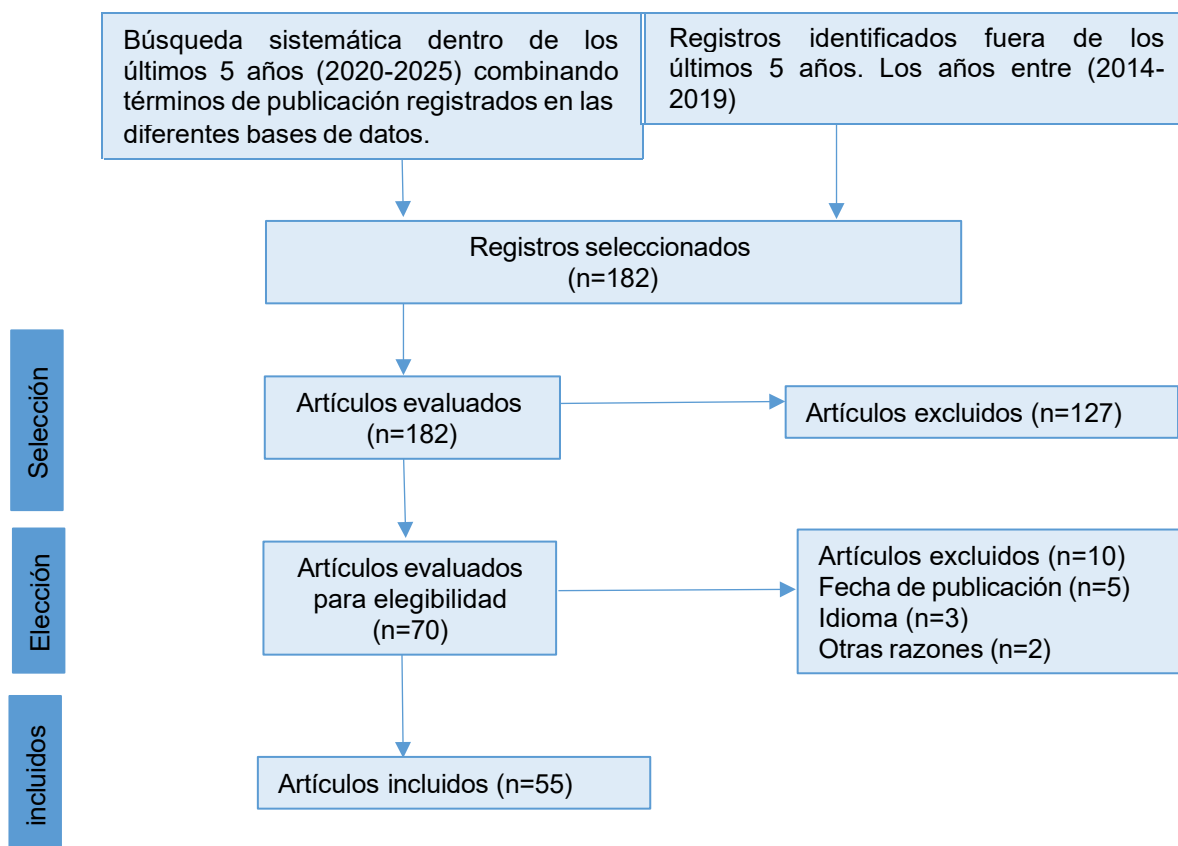 Búsqueda sistemática dentro de los
últimos 5 años (2020-2025) combinando
términos de publicación registrados en las
diferentes bases de datos.
Registros identificados fuera de los
últimos 5 años. Los años entre (2014-
2019)
Registros seleccionados
(n=182)
Selección
Artículos evaluados
(n=182)
Artículos excluidos (n=127)
Elección
Artículos evaluados
para elegibilidad
(n=70)
Artículos excluidos (n=10)
Fecha de publicación (n=5)
Idioma (n=3)
Otras razones (n=2)
incluidos
Artículos incluidos (n=55)